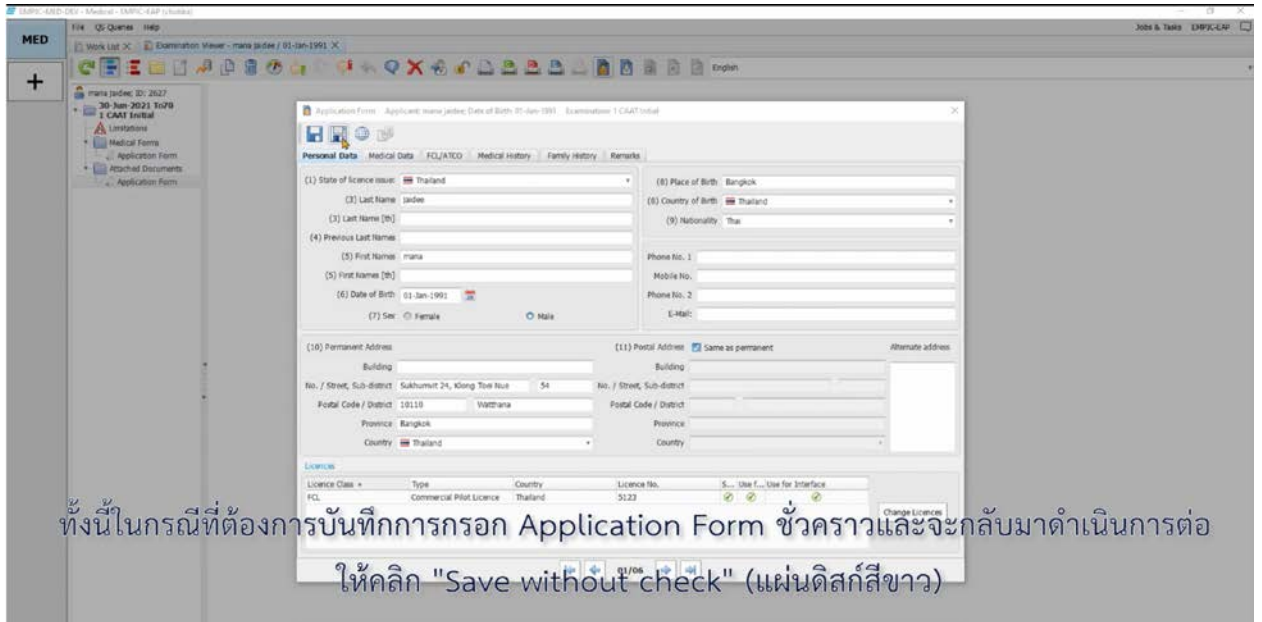 EMPIC-MED-DEV - Medical - EMPIC-EAP (chutika)
File QS Queries Help
Jobs & Tasks EMPIC-EAP
MED
Work List
Examination Viewer - mana jaidee / 01-Jan-1991
English
+
mana jaidee; ID: 2627
30-Jun-2021 To70
1 CAAT Initial
Limitations
Medical Forms
Application Form
Attached Documents
Application Form
Application Form Applicant: mana jaidee; Date of Birth: 01-Jan-1991 Examination: 1 CAAT Initial
Personal Data Medical Data FCL/ATCO Medical History Family History Remarks
(1) State of licence issue: Thailand
(3) Last Name jaidee
(3) Last Name [th]
(4) Previous Last Names
(5) First Names mana
(5) First Names [th]
(6) Date of Birth 01-Jan-1991
(7) Sex Female Male
(8) Place of Birth Bangkok
(8) Country of Birth Thailand
(9) Nationality Thai
Phone No. 1
Mobile No.
Phone No. 2
E-Mail:
(10) Permanent Address
Building
No. / Street, Sub-district Sukhumvit 24, Klong Toei Nua 54
Postal Code / District 10110 Watthana
Province Bangkok
Country Thailand
(11) Postal Address Same as permanent Alternate address
Building
No. / Street, Sub-district
Postal Code / District
Province
Country
Licences
Licence Class Type Country Licence No. S... Use f... Use for Interface
FCL Commercial Pilot Licence Thailand 5123
Change Licences
ทั้งนี้ในกรณีที่ต้องการบันทึกการกรอก Application Form ชั่วคราวและจะกลับมาดำเนินการต่อ
01/06
ให้คลิก "Save without check" (แผ่นดิสก์สีขาว)